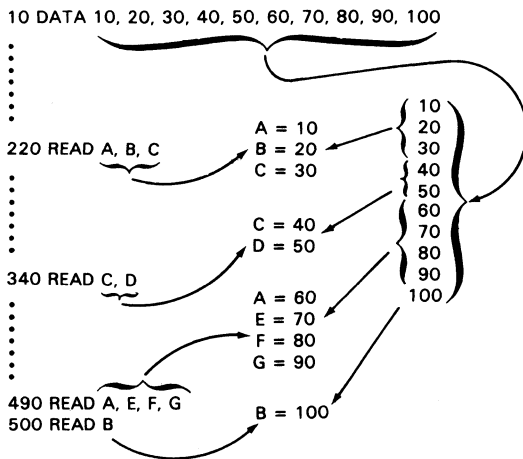 10 DATA 10, 20, 30, 40, 50, 60, 70, 80, 90, 100
220 READ A, B, C
A = 10
B = 20
C = 30
10
20
30
40
50
60
70
80
90
100
340 READ C, D
C = 40
D = 50
A = 60
E = 70
F = 80
G = 90
490 READ A, E, F, G
500 READ B
B = 100